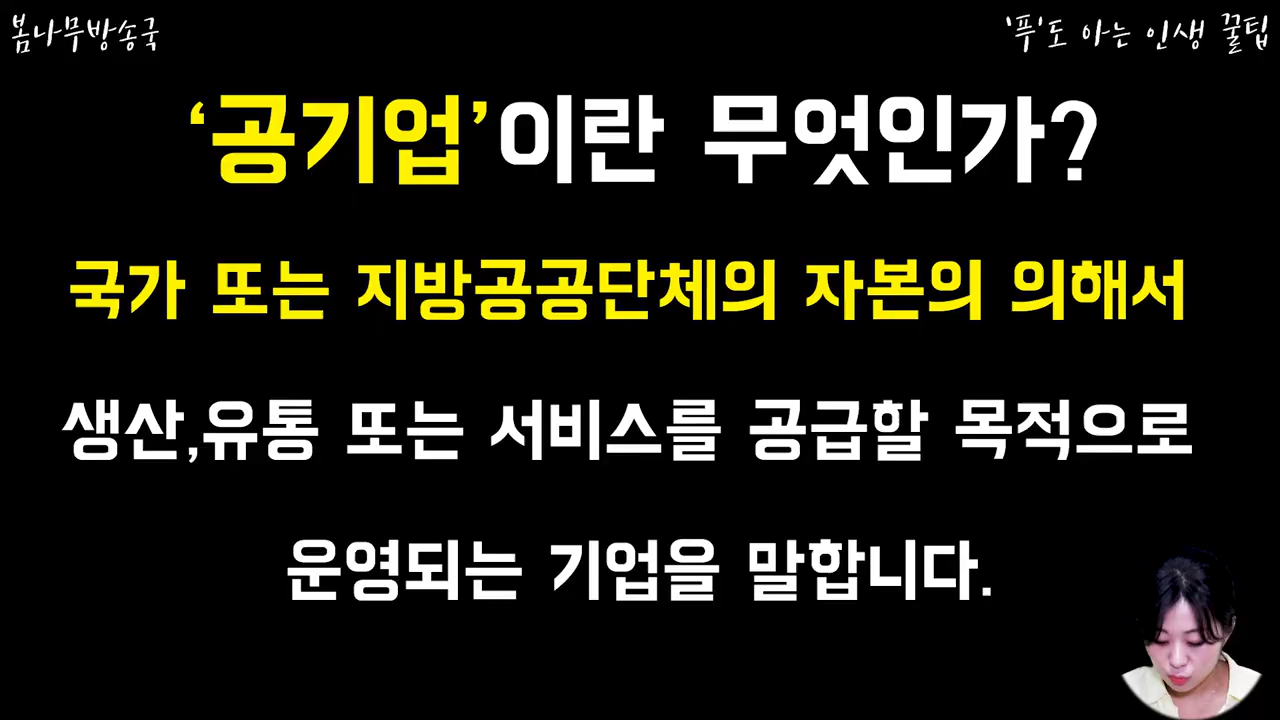 봄나무방송국
'푸'도 아는 인생 꿀팁
‘공기업’이란 무엇인가?
국가 또는 지방공공단체의 자본의 의해서
생산,유통 또는 서비스를 공급할 목적으로
운영되는 기업을 말합니다.